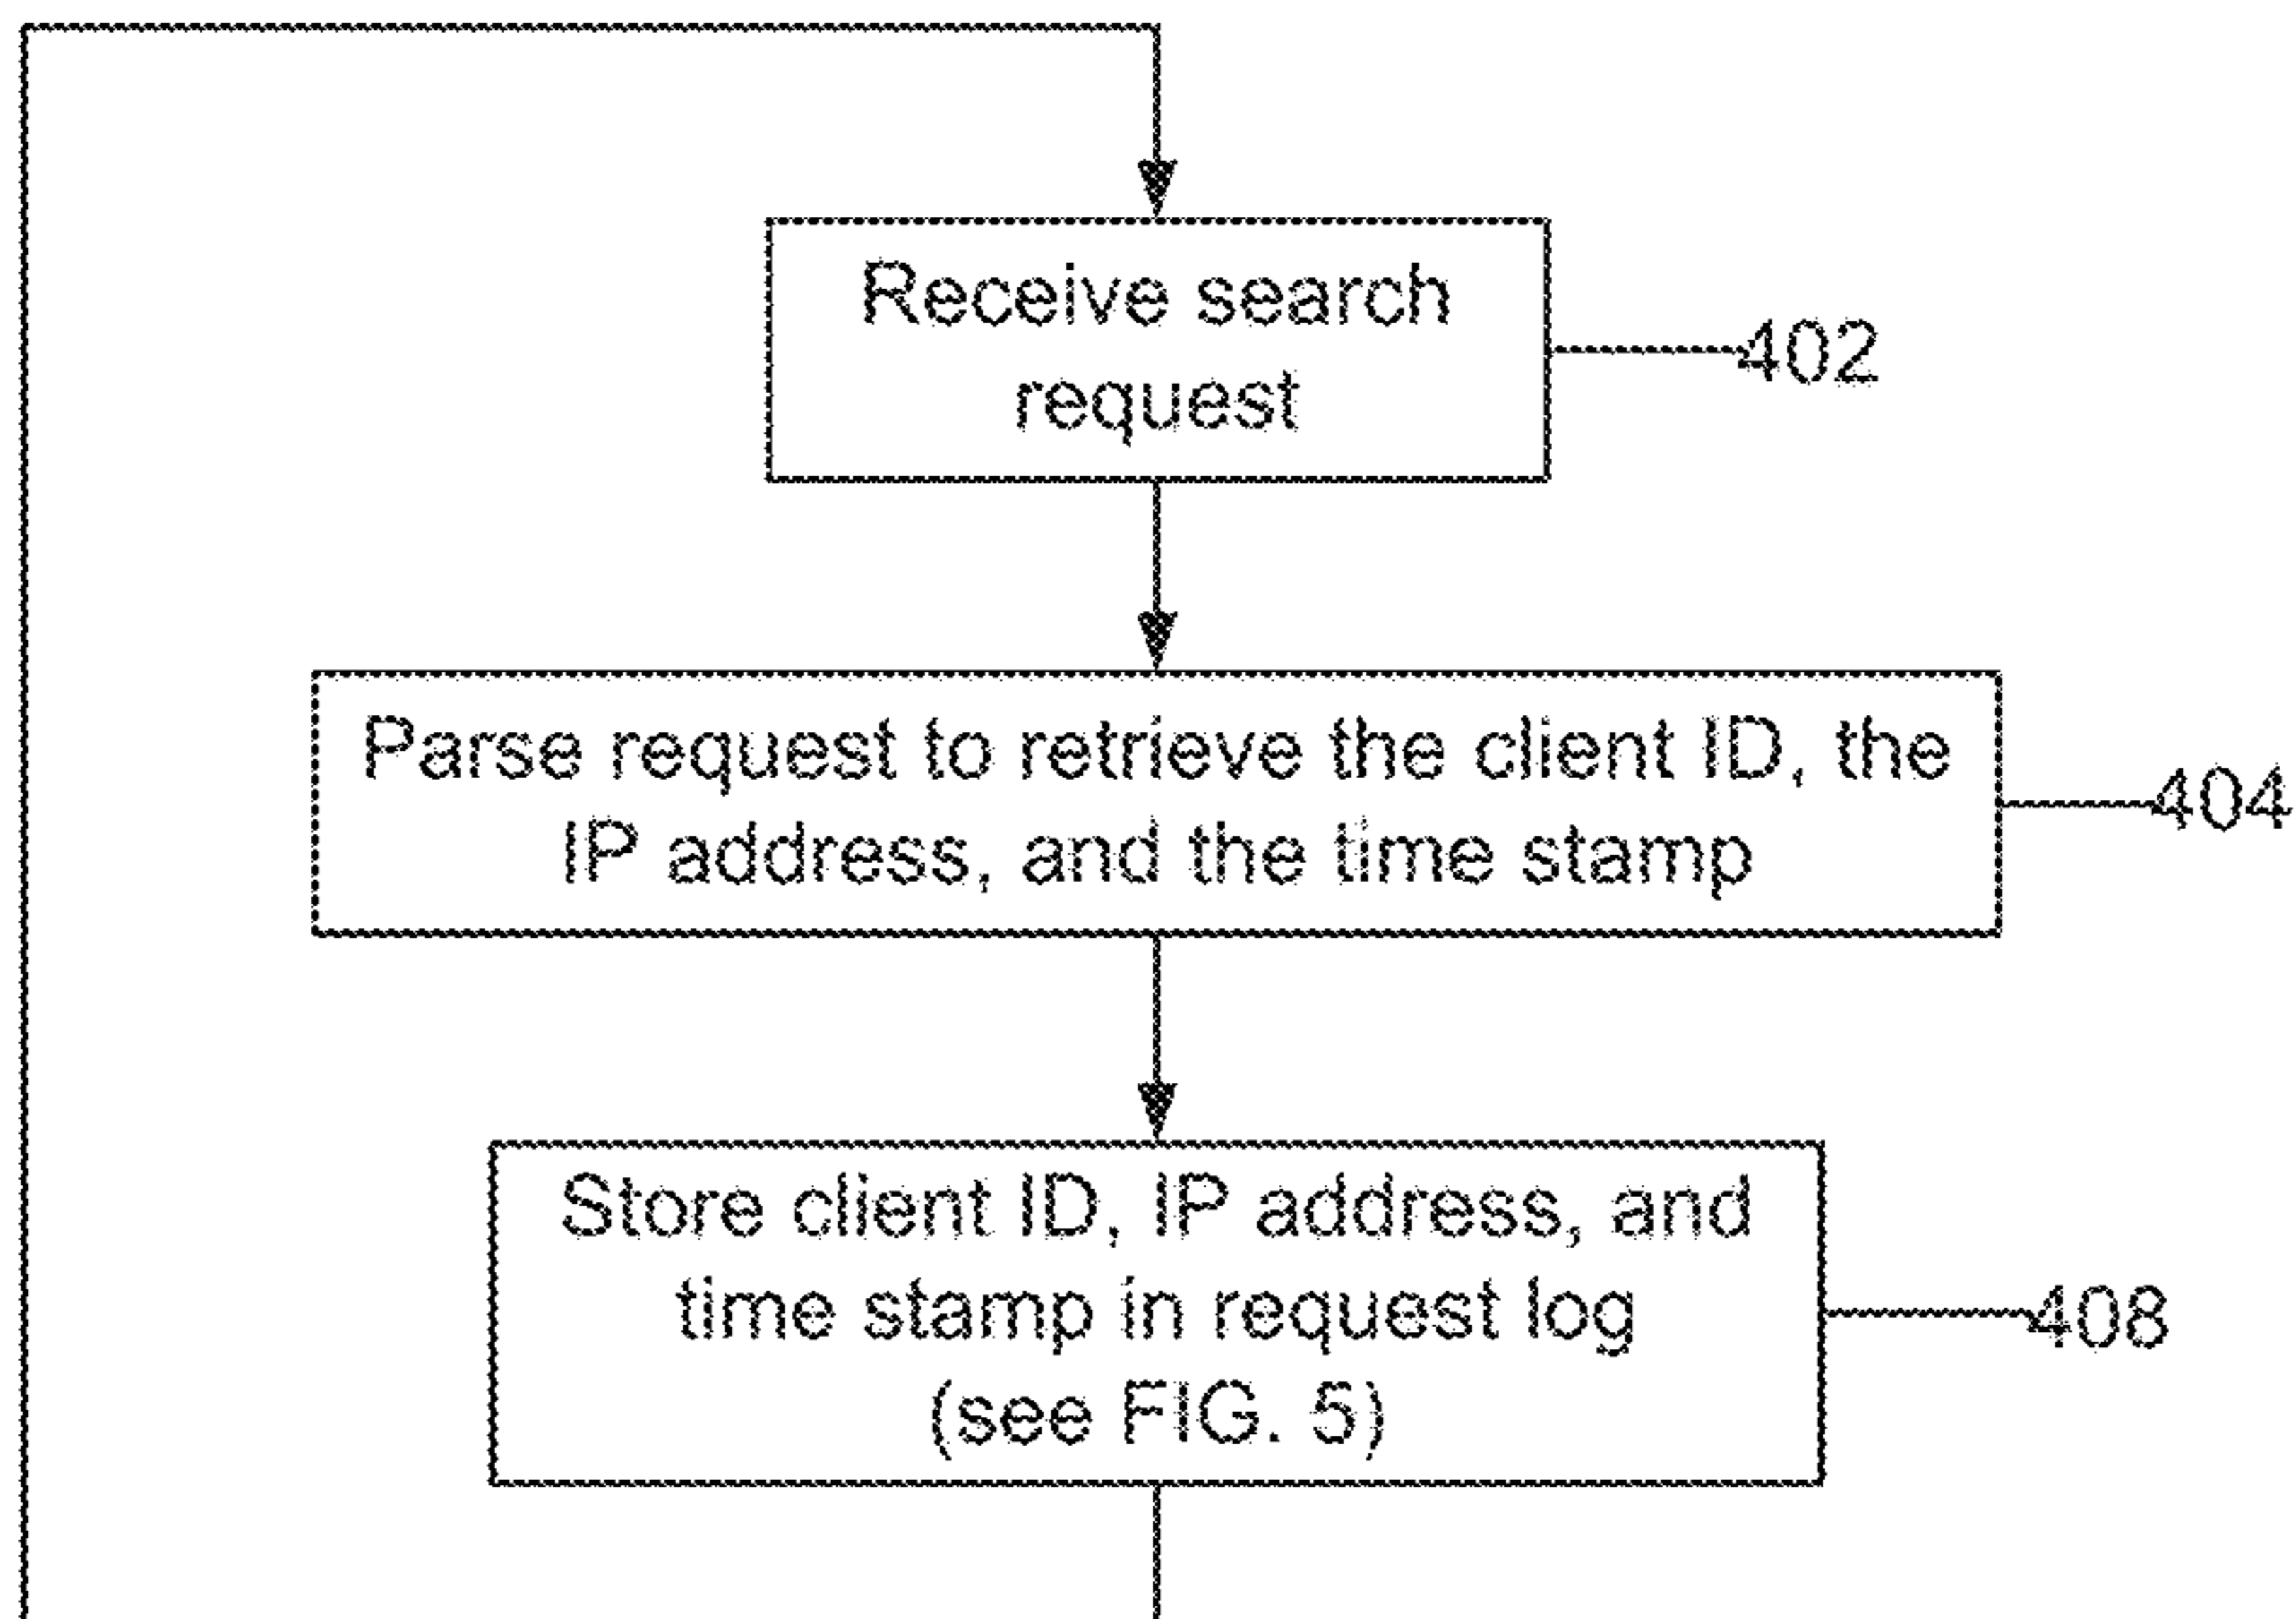 Receive search
request
402
Parse request to retrieve the client ID, the
IP address, and the time stamp
404
Store client ID, IP address, and
time stamp in request log
(see FIG. 5)
408